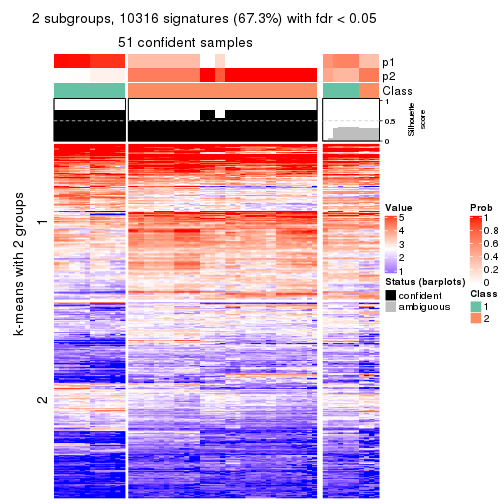 2 subgroups, 10316 signatures (67.3%) with fdr < 0.05
51 confident samples
p1
p2
Class
1
0.5
0
Silhouette
score
k-means with 2 groups
1
2
Value
5
4
3
2
1
Status (barplots)
confident
ambiguous
Prob
1
0.8
0.6
0.4
0.2
0
Class
1
2